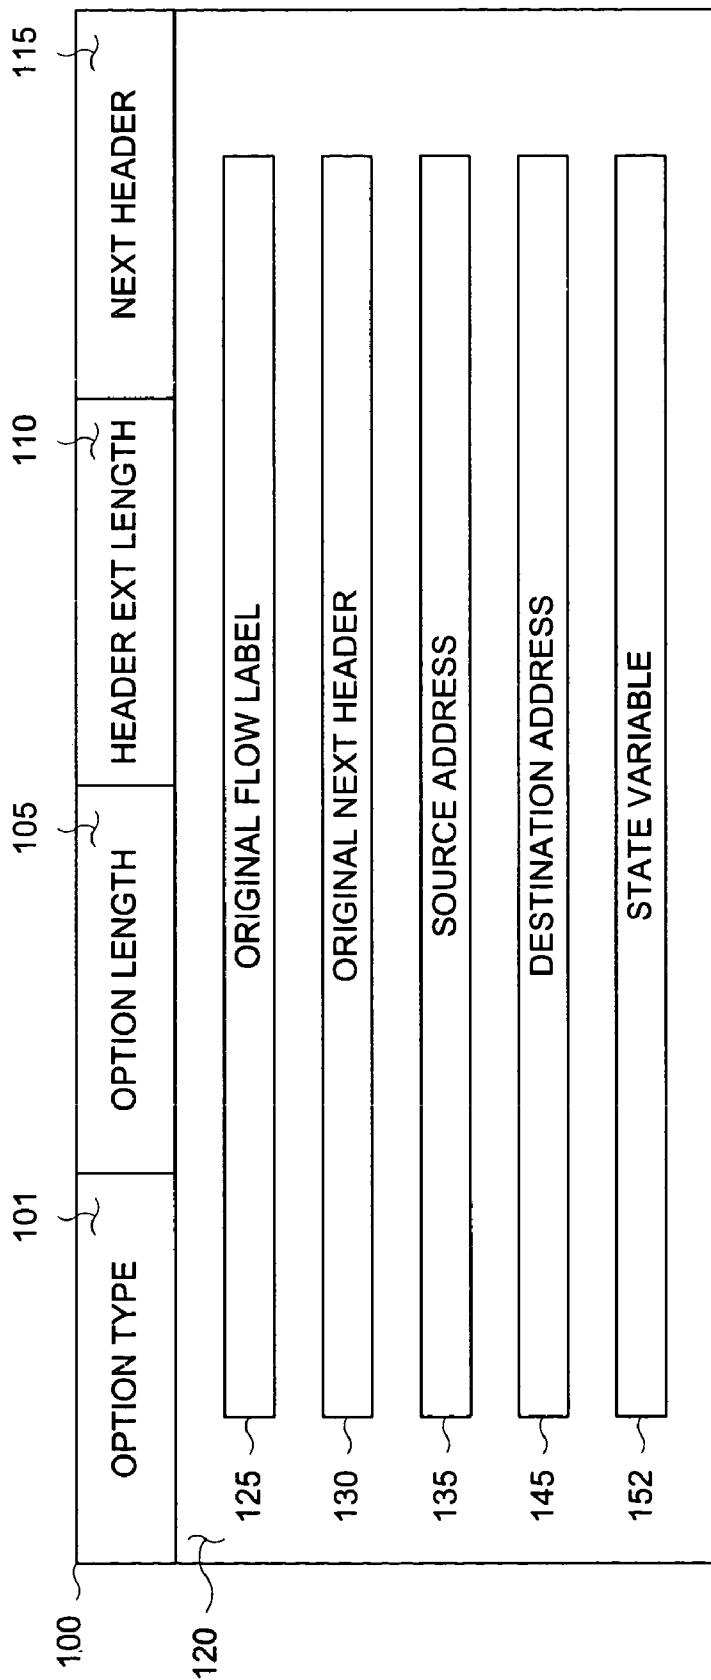 100
101
105
110
115
OPTION TYPE
OPTION LENGTH
HEADER EXT LENGTH
NEXT HEADER
120
125
ORIGINAL FLOW LABEL
130
ORIGINAL NEXT HEADER
135
SOURCE ADDRESS
145
DESTINATION ADDRESS
152
STATE VARIABLE